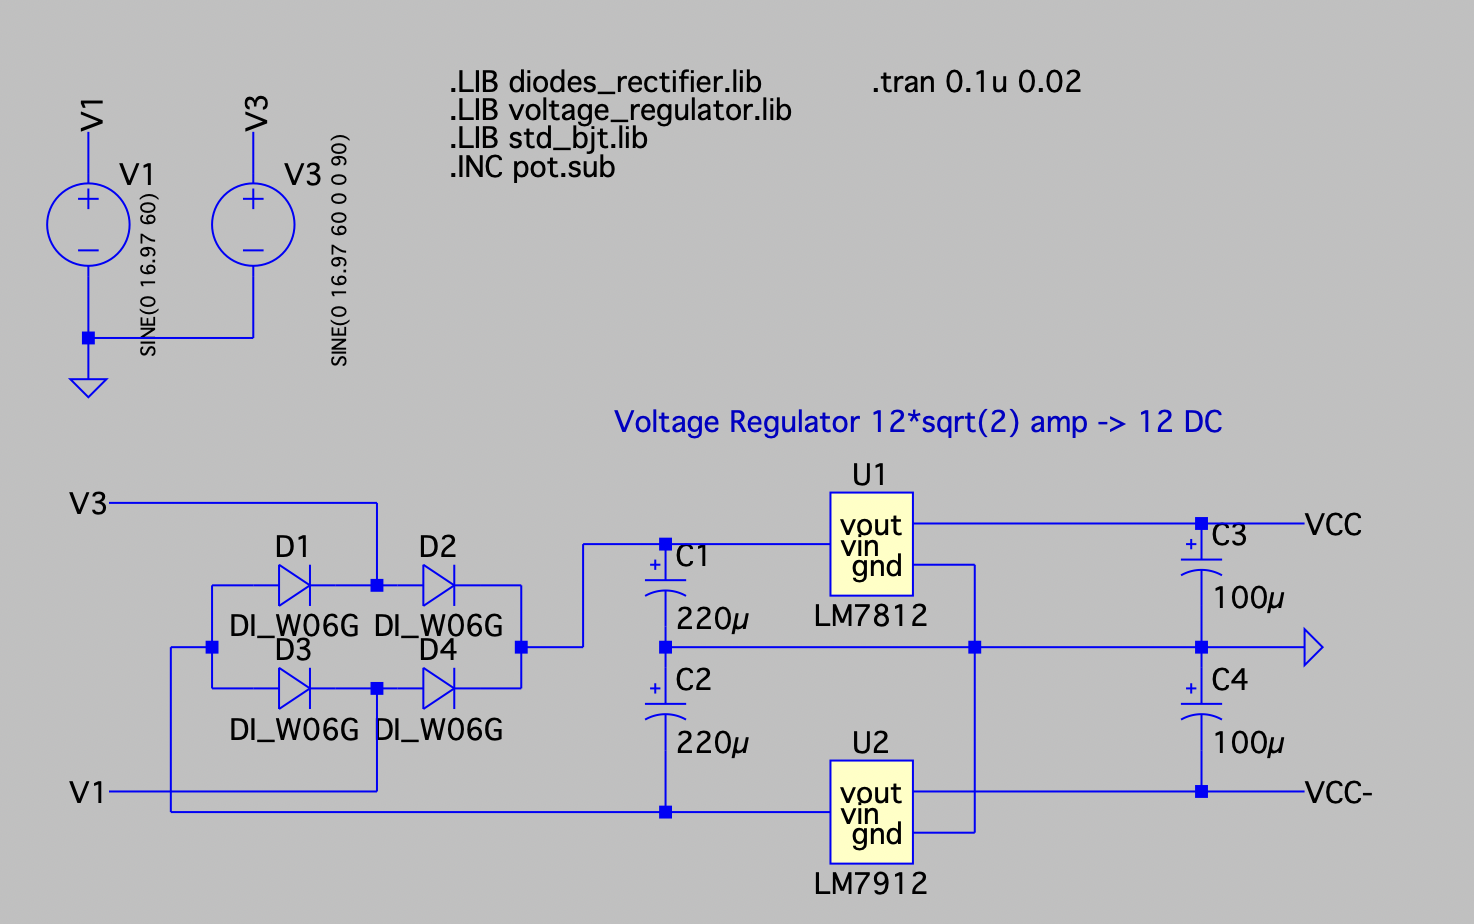 .LIB diodes_rectifier.lib
.tran 0.1u 0.02
.LIB voltage_regulator.lib
.LIB std_bjt.lib
.INC pot.sub
V1
V3
V1
V3
+
+
SINE(0 16.97 60)
SINE(0 16.97 60 0 0 90)
Voltage Regulator 12*sqrt(2) amp -> 12 DC
V3
D1
D2
DI_W06G
DI_W06G
D3
D4
DI_W06G
DI_W06G
V1
C1
+
220µ
C2
+
220µ
U1
vout
vin
gnd
LM7812
U2
vout
vin
gnd
LM7912
VCC
C3
+
100µ
C4
+
100µ
VCC-